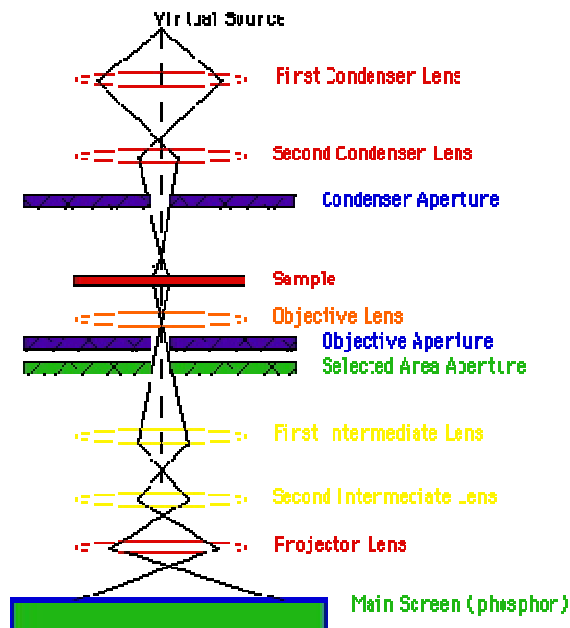 Virtual Source
First Condenser Lens
Second Condenser Lens
Condenser Aperture
Sample
Objective Lens
Objective Aperture
Selected Area Aperture
First Intermediate Lens
Second Intermediate Lens
Projector Lens
Main Screen (phosphor)